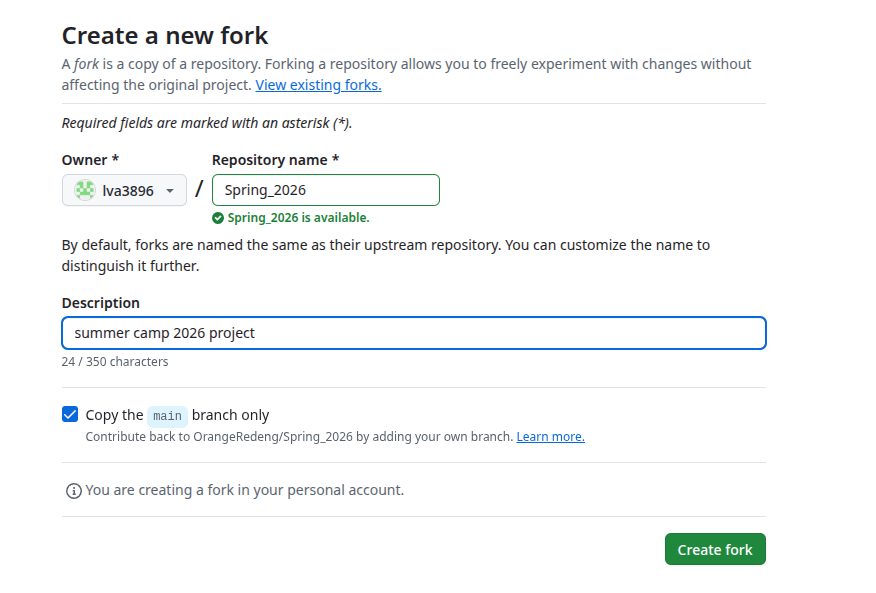 Create a new fork
A fork is a copy of a repository. Forking a repository allows you to freely experiment with changes without
affecting the original project. View existing forks.
Required fields are marked with an asterisk (*).
Owner *
Repository name *
lva3896
/
Spring_2026
Spring_2026 is available.
By default, forks are named the same as their upstream repository. You can customize the name to
distinguish it further.
Description
summer camp 2026 project
24 / 350 characters
Copy the main branch only
Contribute back to OrangeRedeng/Spring_2026 by adding your own branch. Learn more.
You are creating a fork in your personal account.
Create fork